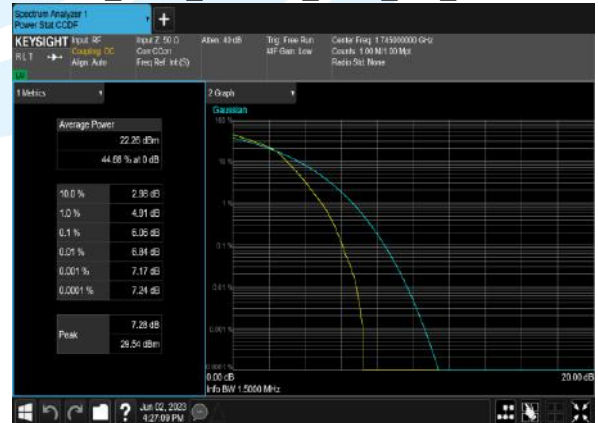 Spectrum Analyzer 1
Power Stat CCDF
+
KEYSIGHT Input: RF Input Z: 50 Ω Atten: 40 dB Trig: Free Run Center Freq: 1.745000000 GHz
RLT Coupling: DC Corr CCorr #IF Gain: Low Counts: 1.00 M/1.00 Mpt
Align: Auto Freq Ref: Int (S) Radio Std: None
1 Metrics
2 Graph
Average Power
22.26 dBm
44.68 % at 0 dB
10.0 % 2.98 dB
1.0 % 4.91 dB
0.1 % 6.06 dB
0.01 % 6.84 dB
0.001 % 7.17 dB
0.0001 % 7.24 dB
Peak 7.28 dB
29.54 dBm
Gaussian
100 %
10 %
1 %
0.1 %
0.01 %
0.001 %
0.0001 %
0.00 dB 20.00 dB
Info BW 1.5000 MHz
?
Jun 02, 2023
4:27:09 PM